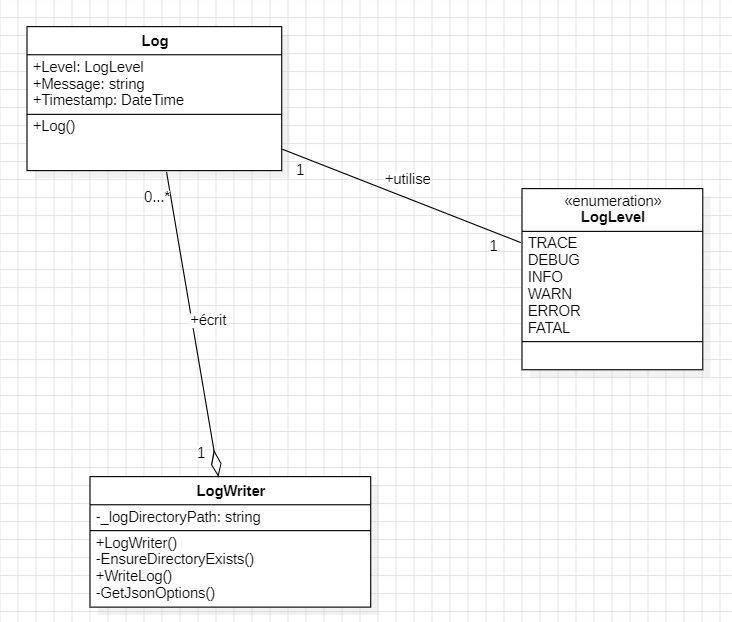 Log
+Level: LogLevel
+Message: string
+Timestamp: DateTime
+Log()
1
+utilise
0...*
«enumeration»
LogLevel
1
TRACE
DEBUG
INFO
WARN
ERROR
FATAL
+écrit
1
LogWriter
-_logDirectoryPath: string
+LogWriter()
-EnsureDirectoryExists()
+WriteLog()
-GetJsonOptions()